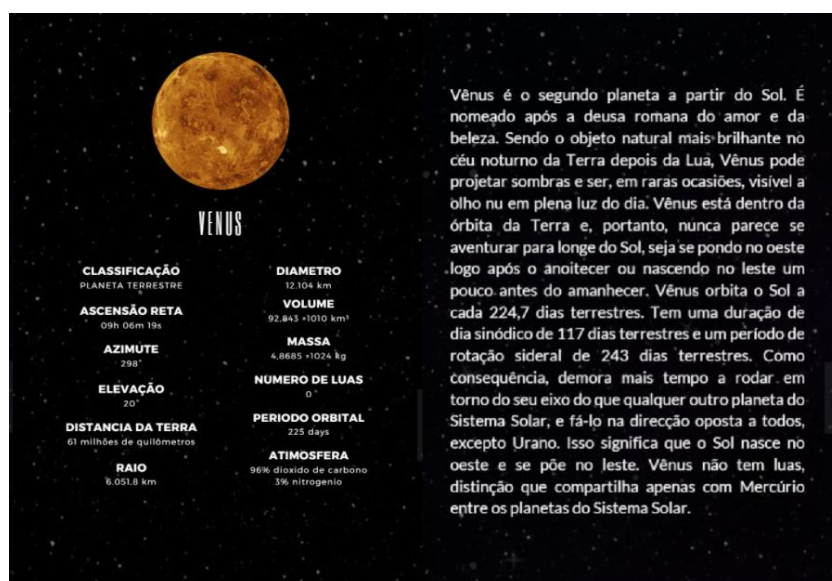 VENUS
CLASSIFICAÇÃO
PLANETA TERRESTRE
ASCENSÃO RETA
09h 06m 19s
AZIMUTE
298°
ELEVAÇÃO
20°
DISTANCIA DA TERRA
61 milhões de quilômetros
RAIO
6.051,8 km
DIAMETRO
12.104 km
VOLUME
92.843 ×1010 km³
MASSA
4,8685 ×1024 kg
NUMERO DE LUAS
0
PERIODO ORBITAL
225 days
ATIMOSFERA
96% dioxido de carbono
3% nitrogenio
Vênus é o segundo planeta a partir do Sol. É
nomeado após a deusa romana do amor e da
beleza. Sendo o objeto natural mais brilhante no
céu noturno da Terra depois da Lua, Vênus pode
projetar sombras e ser, em raras ocasiões, visível a
olho nu em plena luz do dia. Vênus está dentro da
órbita da Terra e, portanto, nunca parece se
aventurar para longe do Sol, seja se pondo no oeste
logo após o anoitecer ou nascendo no leste um
pouco antes do amanhecer. Vênus orbita o Sol a
cada 224,7 dias terrestres. Tem uma duração de
dia sinódico de 117 dias terrestres e um período de
rotação sideral de 243 dias terrestres. Como
consequência, demora mais tempo a rodar em
torno do seu eixo do que qualquer outro planeta do
Sistema Solar, e fá-lo na direcção oposta a todos,
excepto Urano. Isso significa que o Sol nasce no
oeste e se põe no leste. Vênus não tem luas,
distinção que compartilha apenas com Mercúrio
entre os planetas do Sistema Solar.